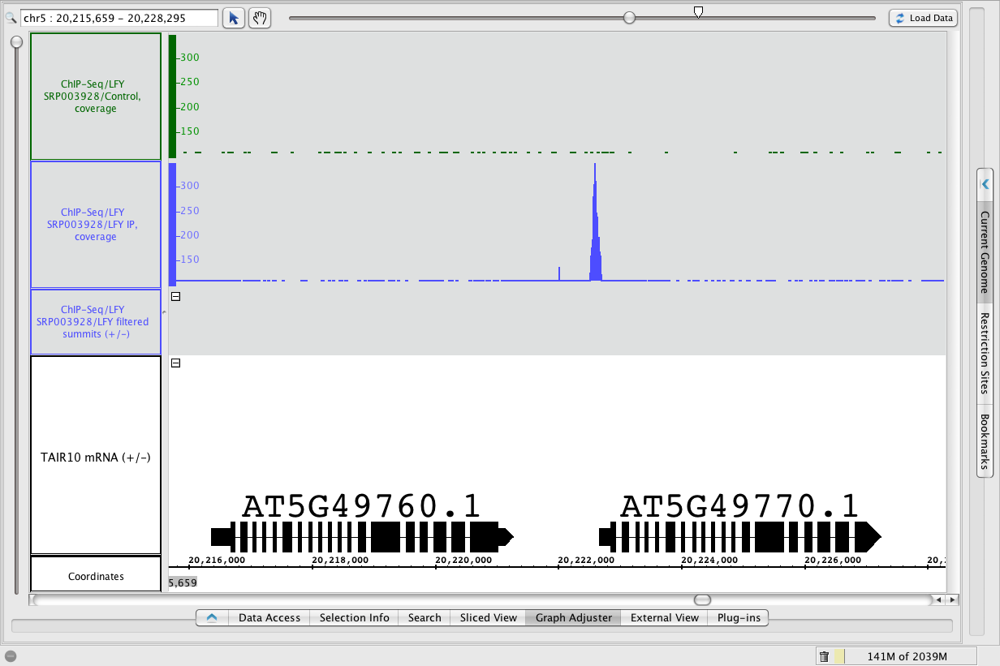 chr5 : 20,215,659 - 20,228,295
Load Data
ChIP-Seq/LFY
SRP003928/Control,
coverage
300
250
200
150
ChIP-Seq/LFY
SRP003928/LFY IP,
coverage
300
250
200
150
ChIP-Seq/LFY
SRP003928/LFY filtered
summits (+/-)
TAIR10 mRNA (+/-)
AT5G49760.1 AT5G49770.1
20,216,000 20,218,000 20,220,000 20,222,000 20,224,000 20,226,000
Coordinates
5,659
Current Genome
Restriction Sites
Bookmarks
Data Access Selection Info Search Sliced View Graph Adjuster External View Plug-ins
141M of 2039M